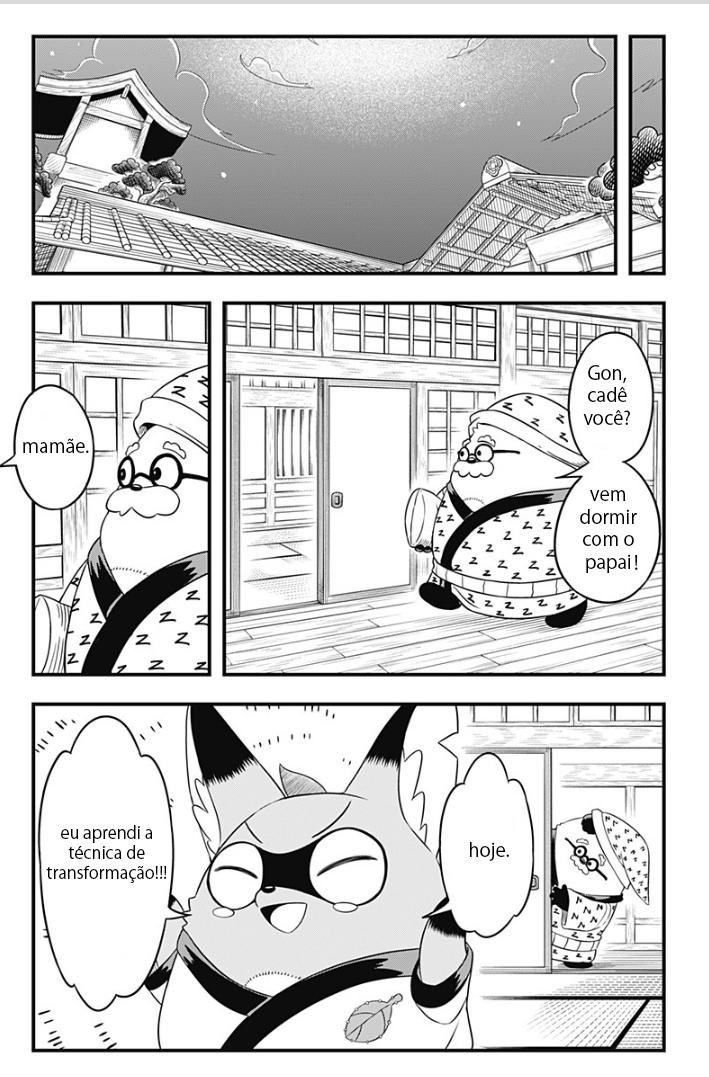 Gon,
cadê
você?
vem
dormir
com o
papai!
mamãe.
hoje.
eu aprendi a
técnica de
transformação!!!